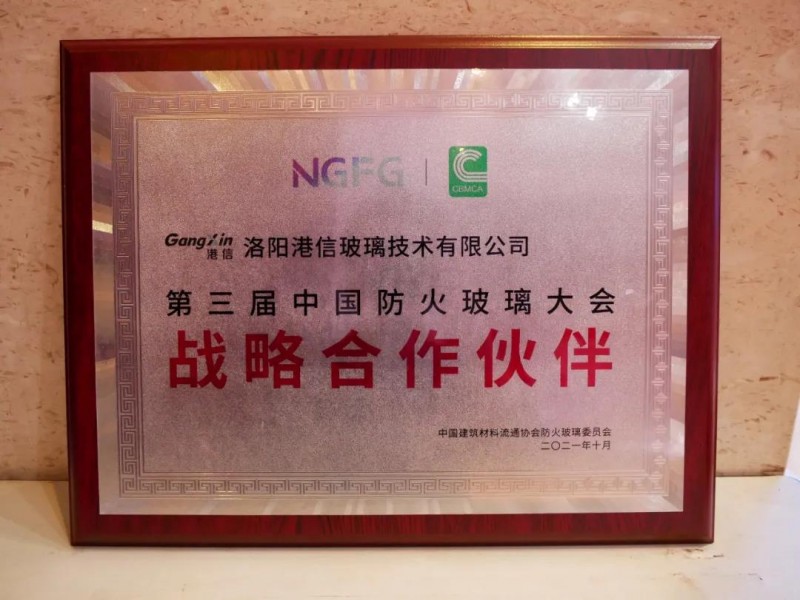 NGFG
CBMCA
GangXin 港信 洛阳港信玻璃技术有限公司
第三届中国防火玻璃大会
战略合作伙伴
中国建筑材料流通协会防火玻璃委员会
二〇二一年十月